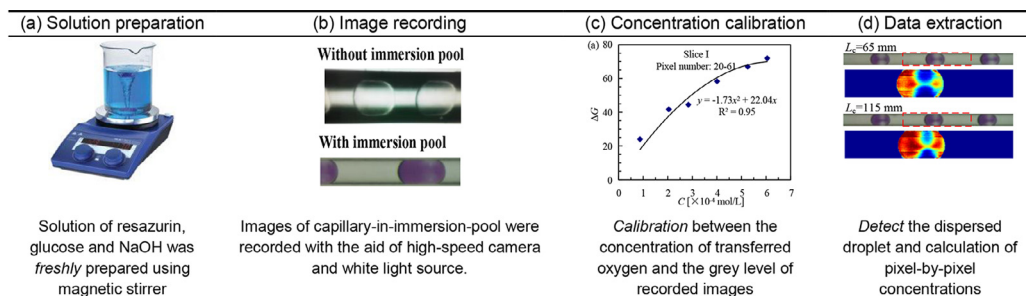 (a) Solution preparation
(b) Image recording
(c) Concentration calibration
(d) Data extraction
Without immersion pool
With immersion pool
(a) 80
60
40
20
0
ΔG
Slice I
Pixel number: 20-61
y = -1.73x² + 22.04x
R² = 0.95
0 1 2 3 4 5 6 7
C [×10⁻⁴ mol/L]
Lc=65 mm
Lc=115 mm
Solution of resazurin,
glucose and NaOH was
freshly prepared using
magnetic stirrer
Images of capillary-in-immersion-pool were
recorded with the aid of high-speed camera
and white light source.
Calibration between the
concentration of transferred
oxygen and the grey level of
recorded images
Detect the dispersed
droplet and calculation of
pixel-by-pixel
concentrations